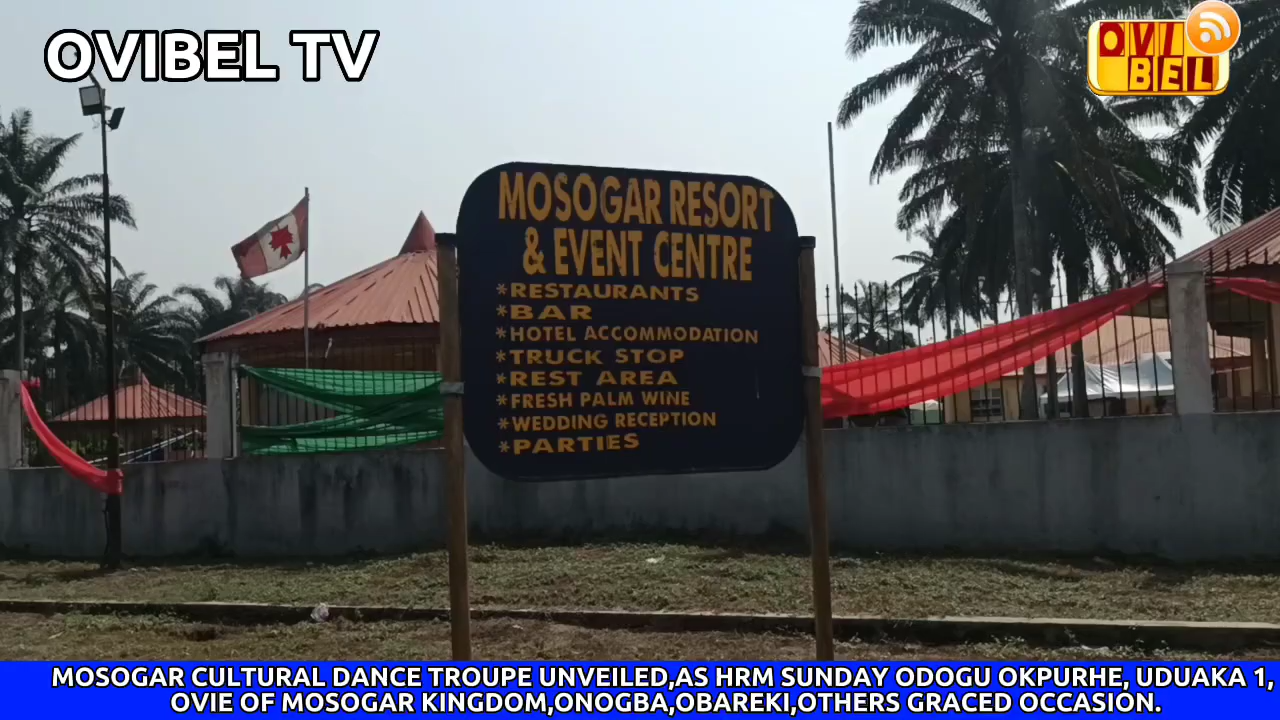 OVIBEL TV
OVI
BEL
MOSOGAR RESORT
& EVENT CENTRE
*RESTAURANTS
*BAR
*HOTEL ACCOMMODATION
*TRUCK STOP
*REST AREA
*FRESH PALM WINE
*WEDDING RECEPTION
*PARTIES
MOSOGAR CULTURAL DANCE TROUPE UNVEILED,AS HRM SUNDAY ODOGU OKPURHE, UDUAKA 1,
OVIE OF MOSOGAR KINGDOM,ONOGBA,OBAREKI,OTHERS GRACED OCCASION.